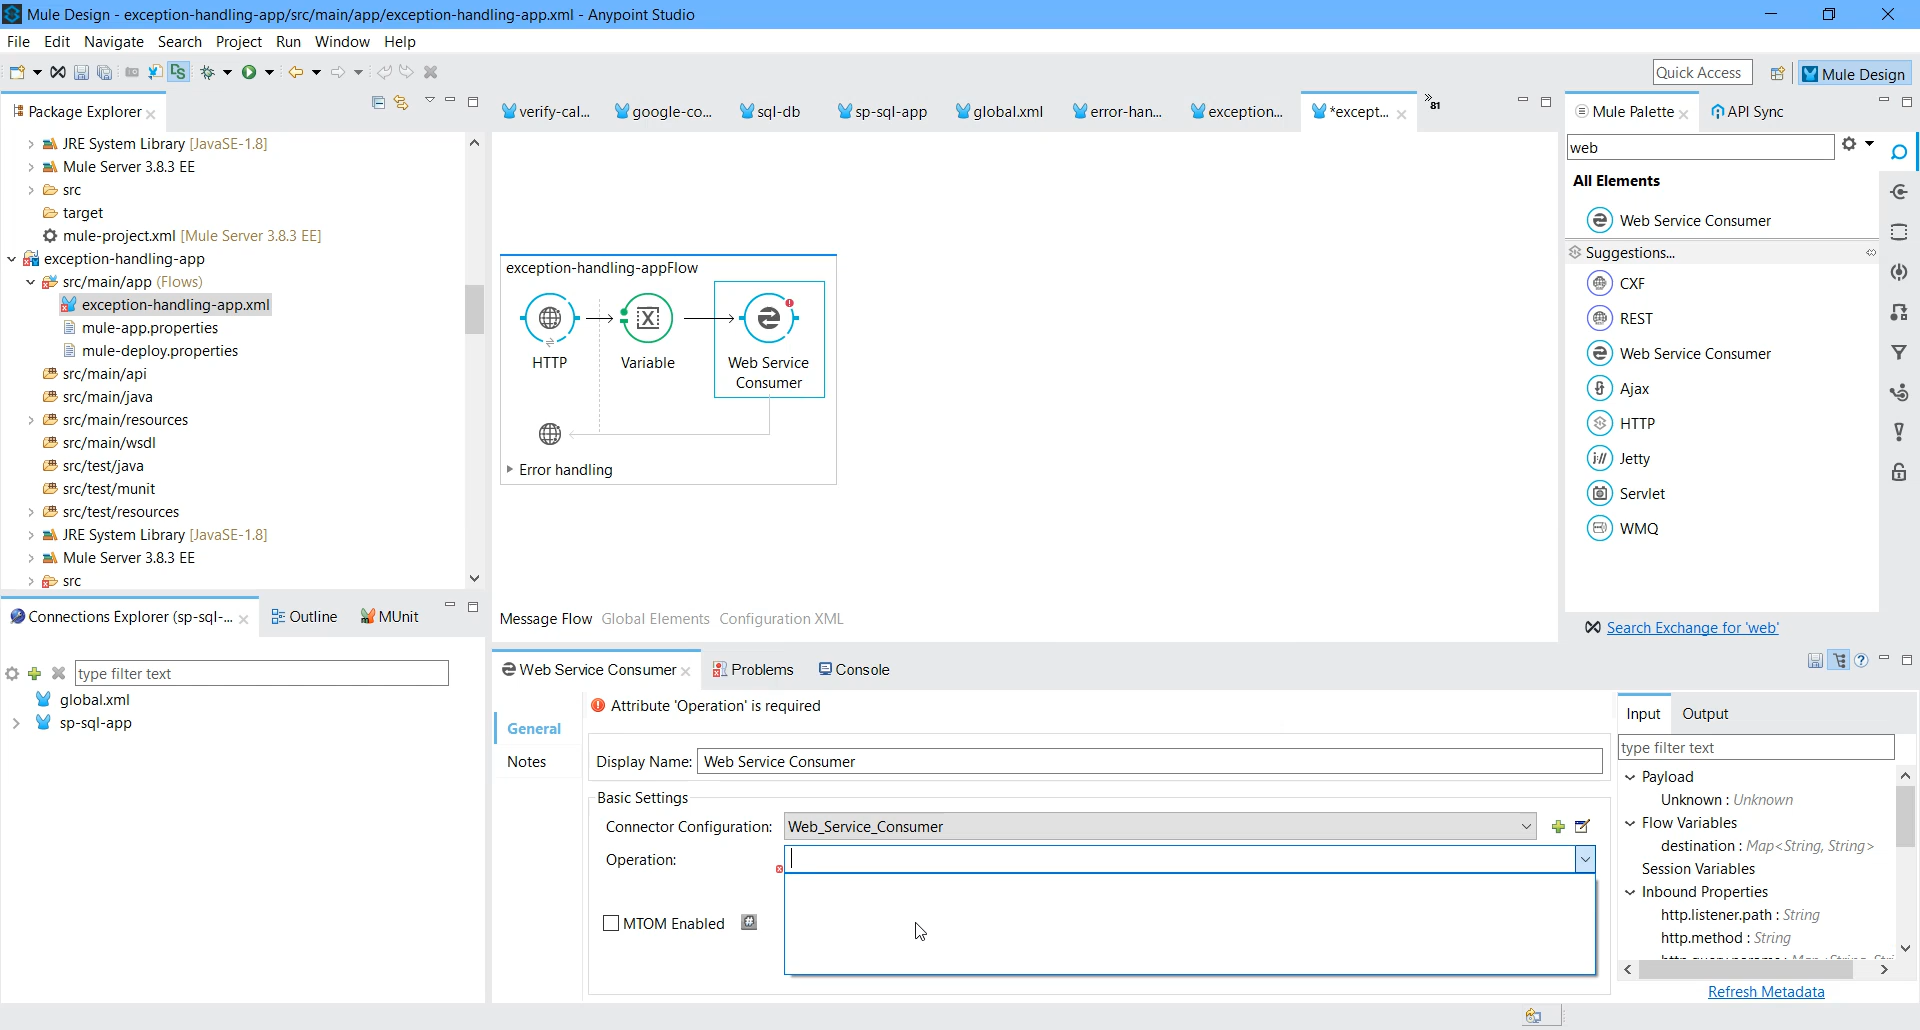 Mule Design - exception-handling-app/src/main/app/exception-handling-app.xml - Anypoint Studio
File Edit Navigate Search Project Run Window Help
Quick Access
Mule Design
Package Explorer
JRE System Library [JavaSE-1.8]
Mule Server 3.8.3 EE
src
target
mule-project.xml [Mule Server 3.8.3 EE]
exception-handling-app
src/main/app (Flows)
exception-handling-app.xml
mule-app.properties
mule-deploy.properties
src/main/api
src/main/java
src/main/resources
src/main/wsdl
src/test/java
src/test/munit
src/test/resources
JRE System Library [JavaSE-1.8]
Mule Server 3.8.3 EE
src
Connections Explorer (sp-sql-...
Outline
MUnit
type filter text
global.xml
sp-sql-app
verify-cal... google-co... sql-db sp-sql-app global.xml error-han... exception... *except... »81
exception-handling-appFlow
HTTP
Variable
Web Service
Consumer
Error handling
Message Flow Global Elements Configuration XML
Mule Palette
API Sync
web
All Elements
Web Service Consumer
Suggestions...
CXF
REST
Web Service Consumer
Ajax
HTTP
Jetty
Servlet
WMQ
Search Exchange for 'web'
Web Service Consumer
Problems
Console
General
Notes
Attribute 'Operation' is required
Display Name: Web Service Consumer
Basic Settings
Connector Configuration: Web_Service_Consumer
Operation:
MTOM Enabled
Input Output
type filter text
Payload
Unknown : Unknown
Flow Variables
destination : Map<String, String>
Session Variables
Inbound Properties
http.listener.path : String
http.method : String
Refresh Metadata